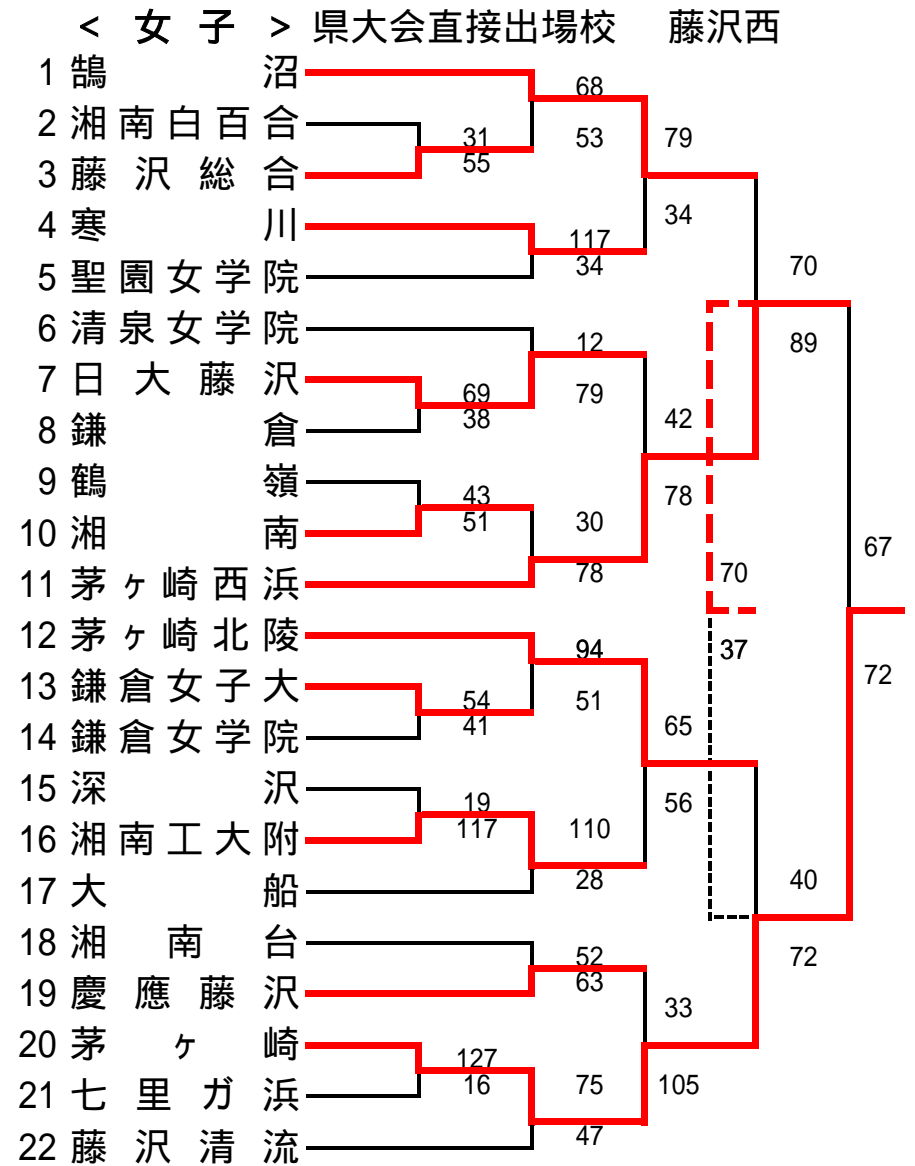 < 女 子 > 県大会直接出場校 藤沢西
1 鵠沼
68
2 湘南白百合
31 53 79
3 藤沢総合
55
34
4 寒川
117
5 聖園女学院
34 70
6 清泉女学院
12 89
7 日大藤沢
69 79
8 鎌倉
38 42
9 鶴嶺
43 78
10 湘南
51 30
67
11 茅ヶ崎西浜
78 70
12 茅ヶ崎北陵
94 37
72
13 鎌倉女子大
54 51
14 鎌倉女学院
41 65
15 深沢
19 56
16 湘南工大附
117 110
17 大船
28 40
18 湘南台
52 72
19 慶應藤沢
63 33
20 茅ヶ崎
127
21 七里ガ浜
16 75 105
22 藤沢清流
47